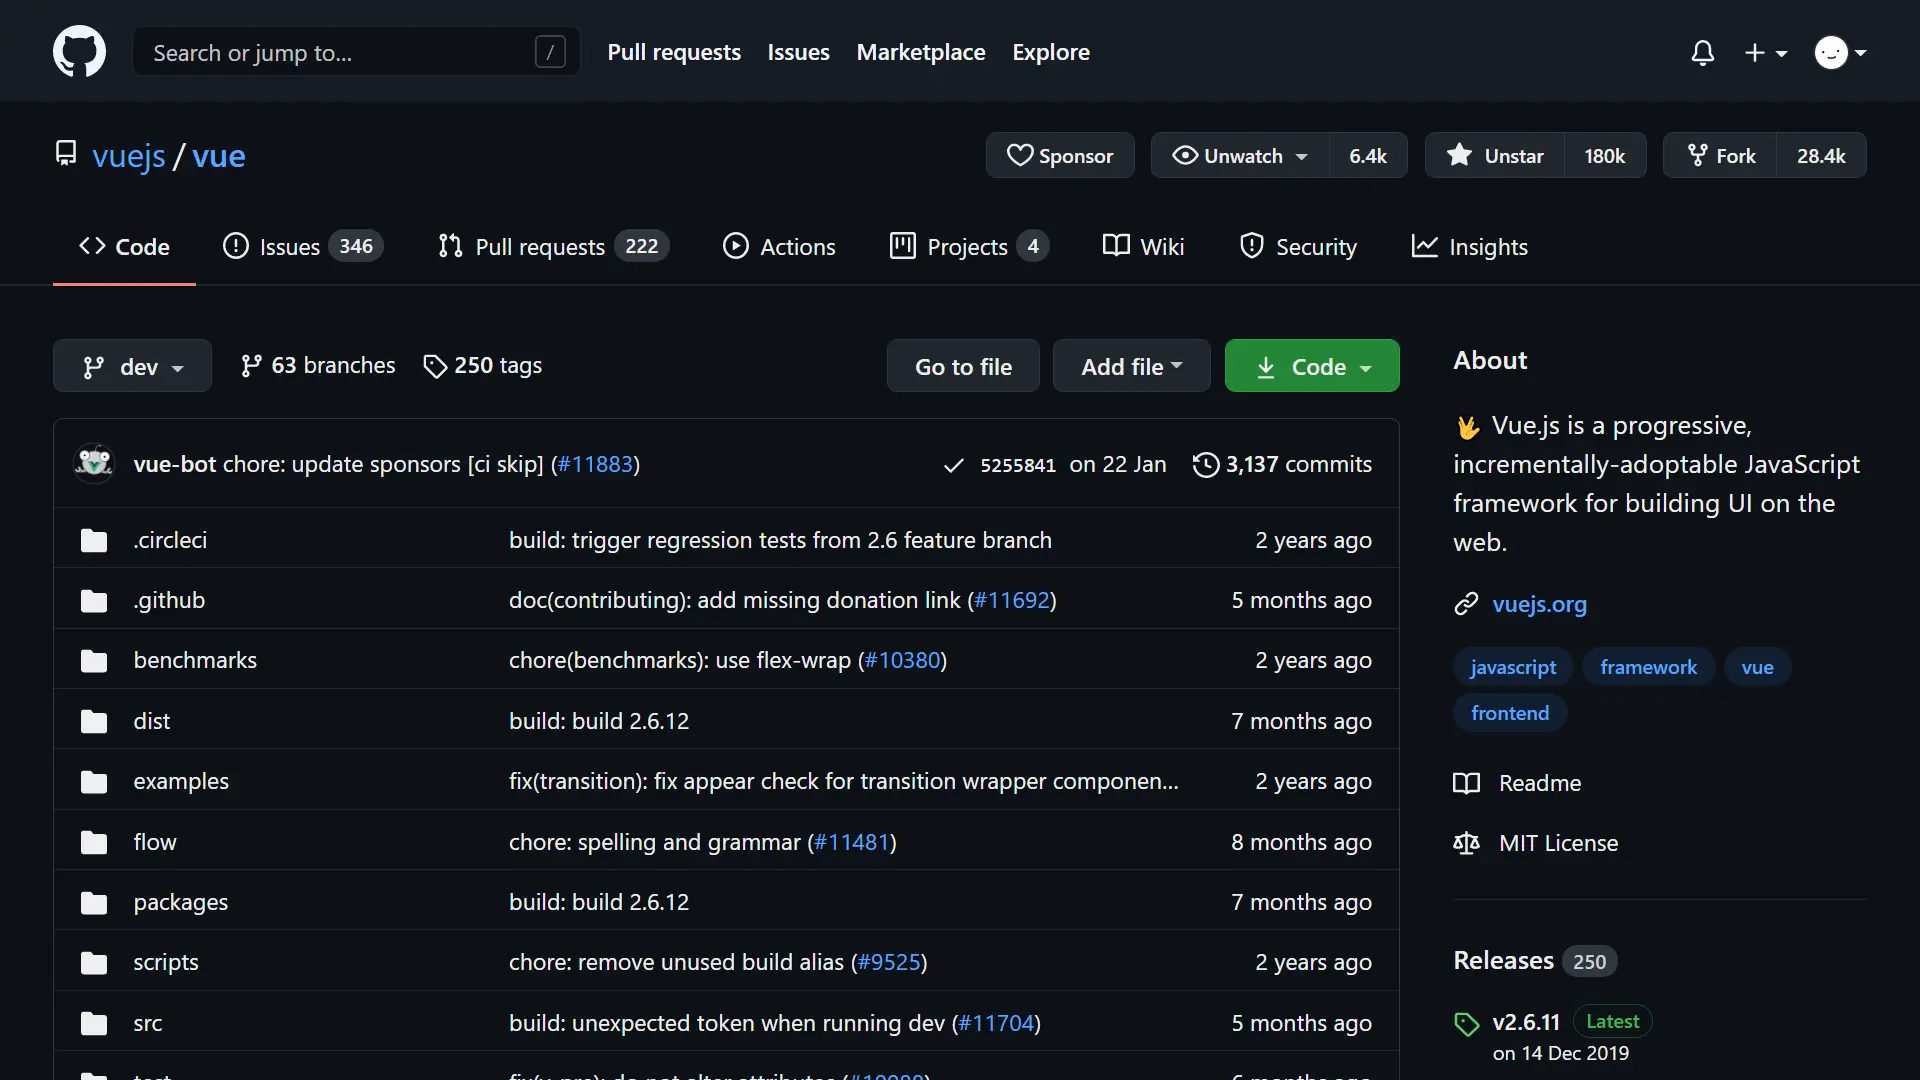 Search or jump to... /
Pull requests Issues Marketplace Explore
vuejs / vue
Sponsor Unwatch 6.4k Unstar 180k Fork 28.4k
Code Issues 346 Pull requests 222 Actions Projects 4 Wiki Security Insights
dev 63 branches 250 tags Go to file Add file Code
vue-bot chore: update sponsors [ci skip] (#11883) 5255841 on 22 Jan 3,137 commits
.circleci build: trigger regression tests from 2.6 feature branch 2 years ago
.github doc(contributing): add missing donation link (#11692) 5 months ago
benchmarks chore(benchmarks): use flex-wrap (#10380) 2 years ago
dist build: build 2.6.12 7 months ago
examples fix(transition): fix appear check for transition wrapper componen... 2 years ago
flow chore: spelling and grammar (#11481) 8 months ago
packages build: build 2.6.12 7 months ago
scripts chore: remove unused build alias (#9525) 2 years ago
src build: unexpected token when running dev (#11704) 5 months ago
About
🖖 Vue.js is a progressive,
incrementally-adoptable JavaScript
framework for building UI on the
web.
vuejs.org
javascript framework vue
frontend
Readme
MIT License
Releases 250
v2.6.11 Latest
on 14 Dec 2019